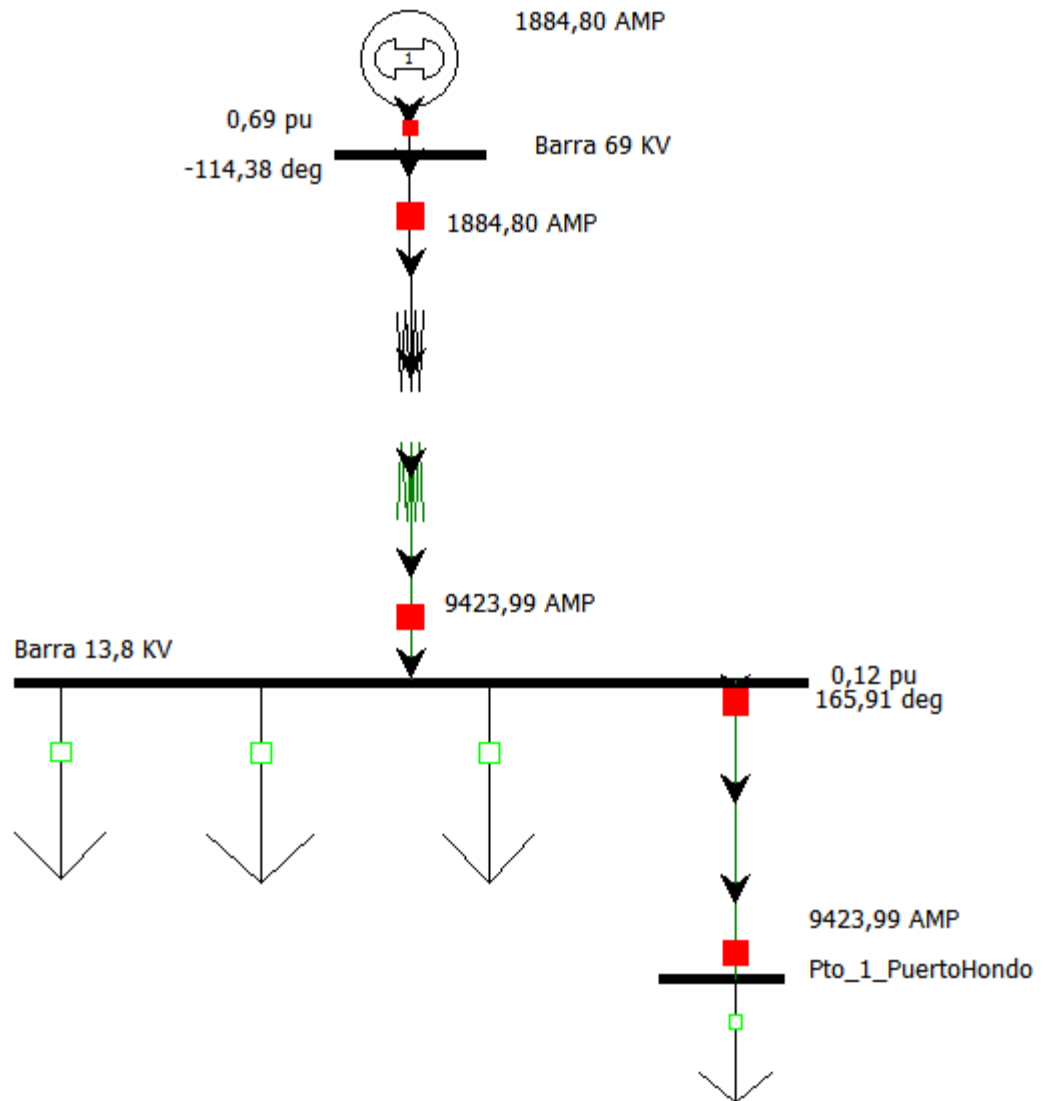 1884,80 AMP
1
0,69 pu
Barra 69 KV
-114,38 deg
1884,80 AMP
9423,99 AMP
Barra 13,8 KV
0,12 pu
165,91 deg
9423,99 AMP
Pto_1_PuertoHondo